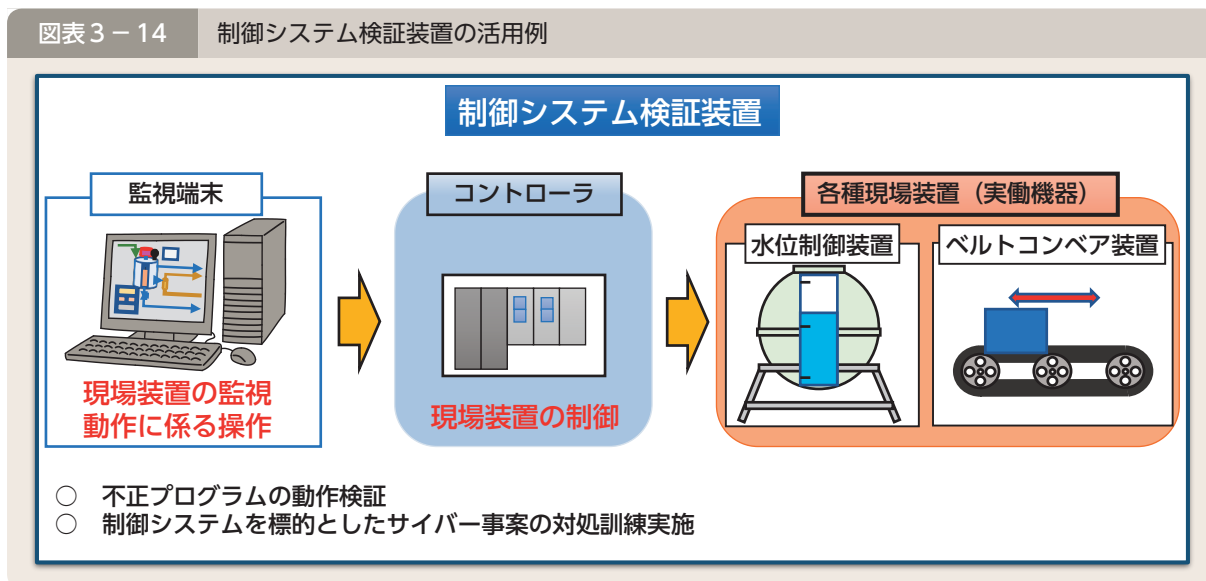 図表3－14 制御システム検証装置の活用例
制御システム検証装置
監視端末
現場装置の監視
動作に係る操作
コントローラ
現場装置の制御
各種現場装置（実働機器）
水位制御装置
ベルトコンベア装置
○ 不正プログラムの動作検証
○ 制御システムを標的としたサイバー事案の対処訓練実施